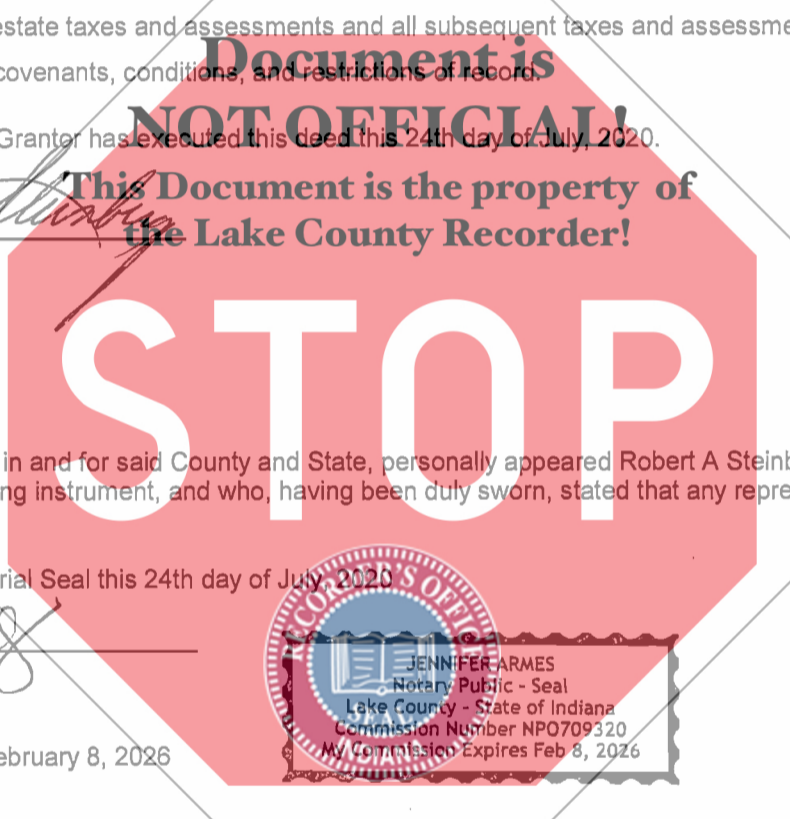 estate taxes and assessments and all subsequent taxes and assessme
Document is
covenants, conditions, and restrictions of record.
NOT OFFICIAL!
Grantor has executed this deed this 24th day of July, 2020.
This Document is the property of
the Lake County Recorder!
STOP
in and for said County and State, personally appeared Robert A Steinb
ng instrument, and who, having been duly sworn, stated that any repre
rial Seal this 24th day of July, 2020
RECORDER'S OFFICE
SEAL
INDIANA
JENNIFER ARMES
Notary Public - Seal
Lake County - State of Indiana
Commission Number NP0709320
My Commission Expires Feb 8, 2026
ebruary 8, 2026